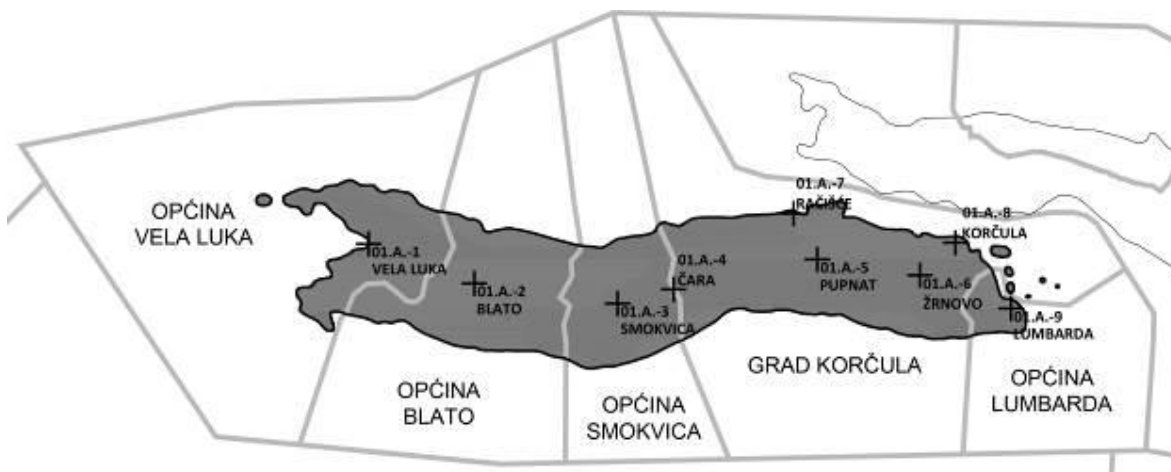 OPĆINA
VELA LUKA
01.A.-1
VELA LUKA
01.A.-2
BLATO
OPĆINA
BLATO
01.A.-3
SMOKVICA
OPĆINA
SMOKVICA
01.A.-4
ČARA
01.A.-7
RAČIŠĆE
01.A.-5
PUPNAT
GRAD KORČULA
01.A.-8
KORČULA
01.A.-6
ŽRNOVO
01.A.-9
LUMBARDA
OPĆINA
LUMBARDA